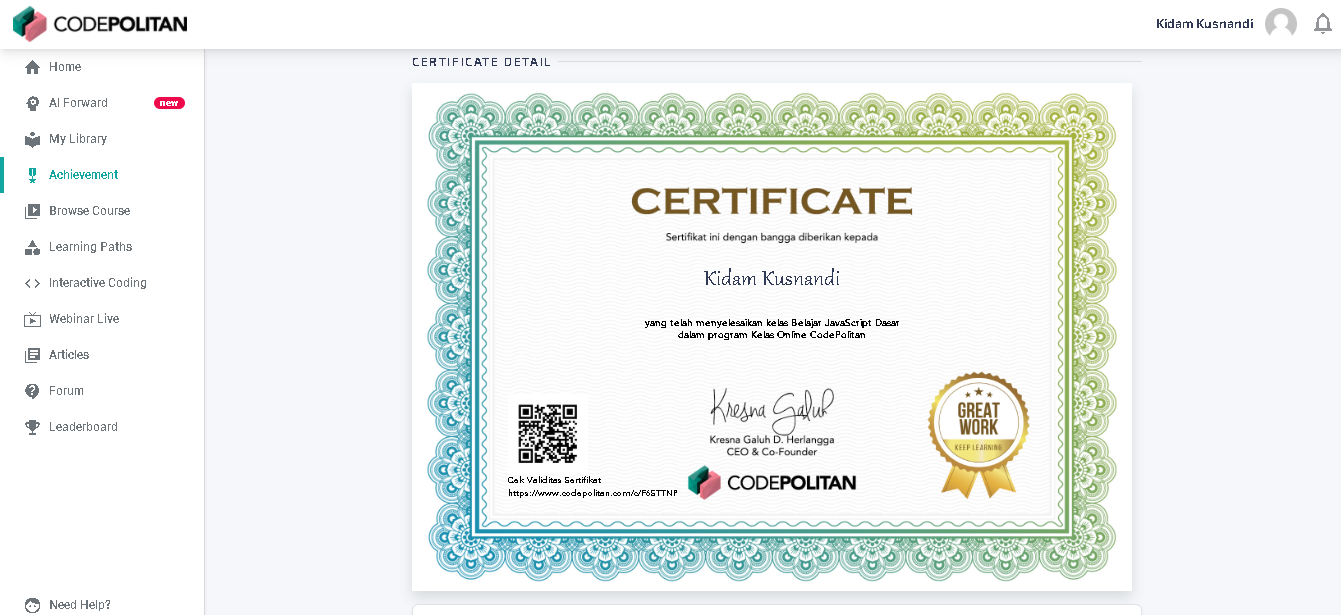 CODEPOLITAN
Kidam Kusnandi
Home
AI Forward
new
My Library
Achievement
Browse Course
Learning Paths
Interactive Coding
Webinar Live
Articles
Forum
Leaderboard
Need Help?
CERTIFICATE DETAIL
CERTIFICATE
Sertifikat ini dengan bangga diberikan kepada
Kidam Kusnandi
yang telah menyelesaikan kelas Belajar JavaScript Dasar
dalam program Kelas Online CodePolitan
Kresna Galuh
Kresna Galuh D. Herlangga
CEO & Co-Founder
CODEPOLITAN
Cek Validitas Sertifikat
https://www.codepolitan.com/c/F6STTNP
GREAT
WORK
KEEP LEARNING